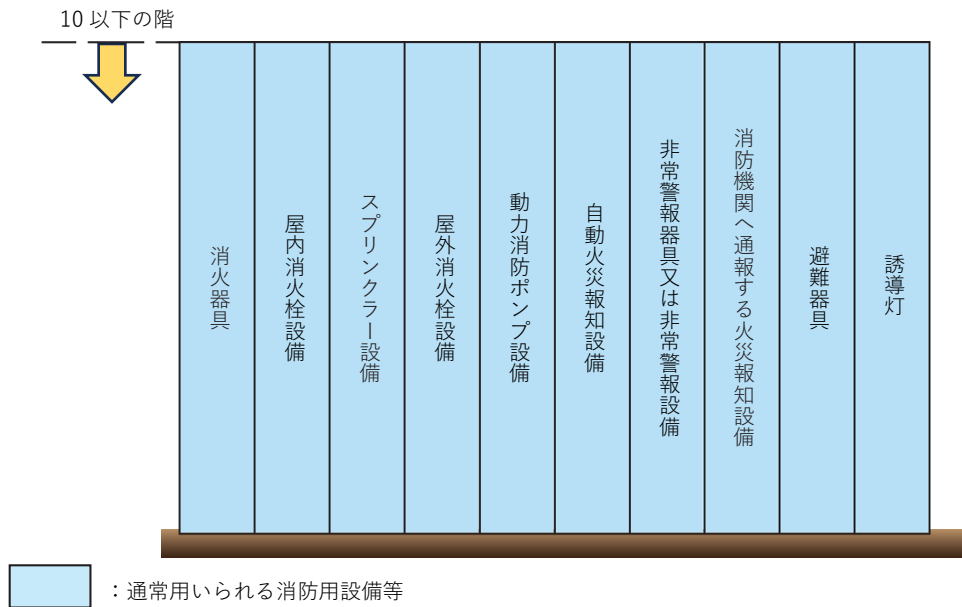 10 以下の階
消火器具
屋内消火栓設備
スプリンクラー設備
屋外消火栓設備
動力消防ポンプ設備
自動火災報知設備
非常警報器具又は非常警報設備
消防機関へ通報する火災報知設備
避難器具
誘導灯
：通常用いられる消防用設備等